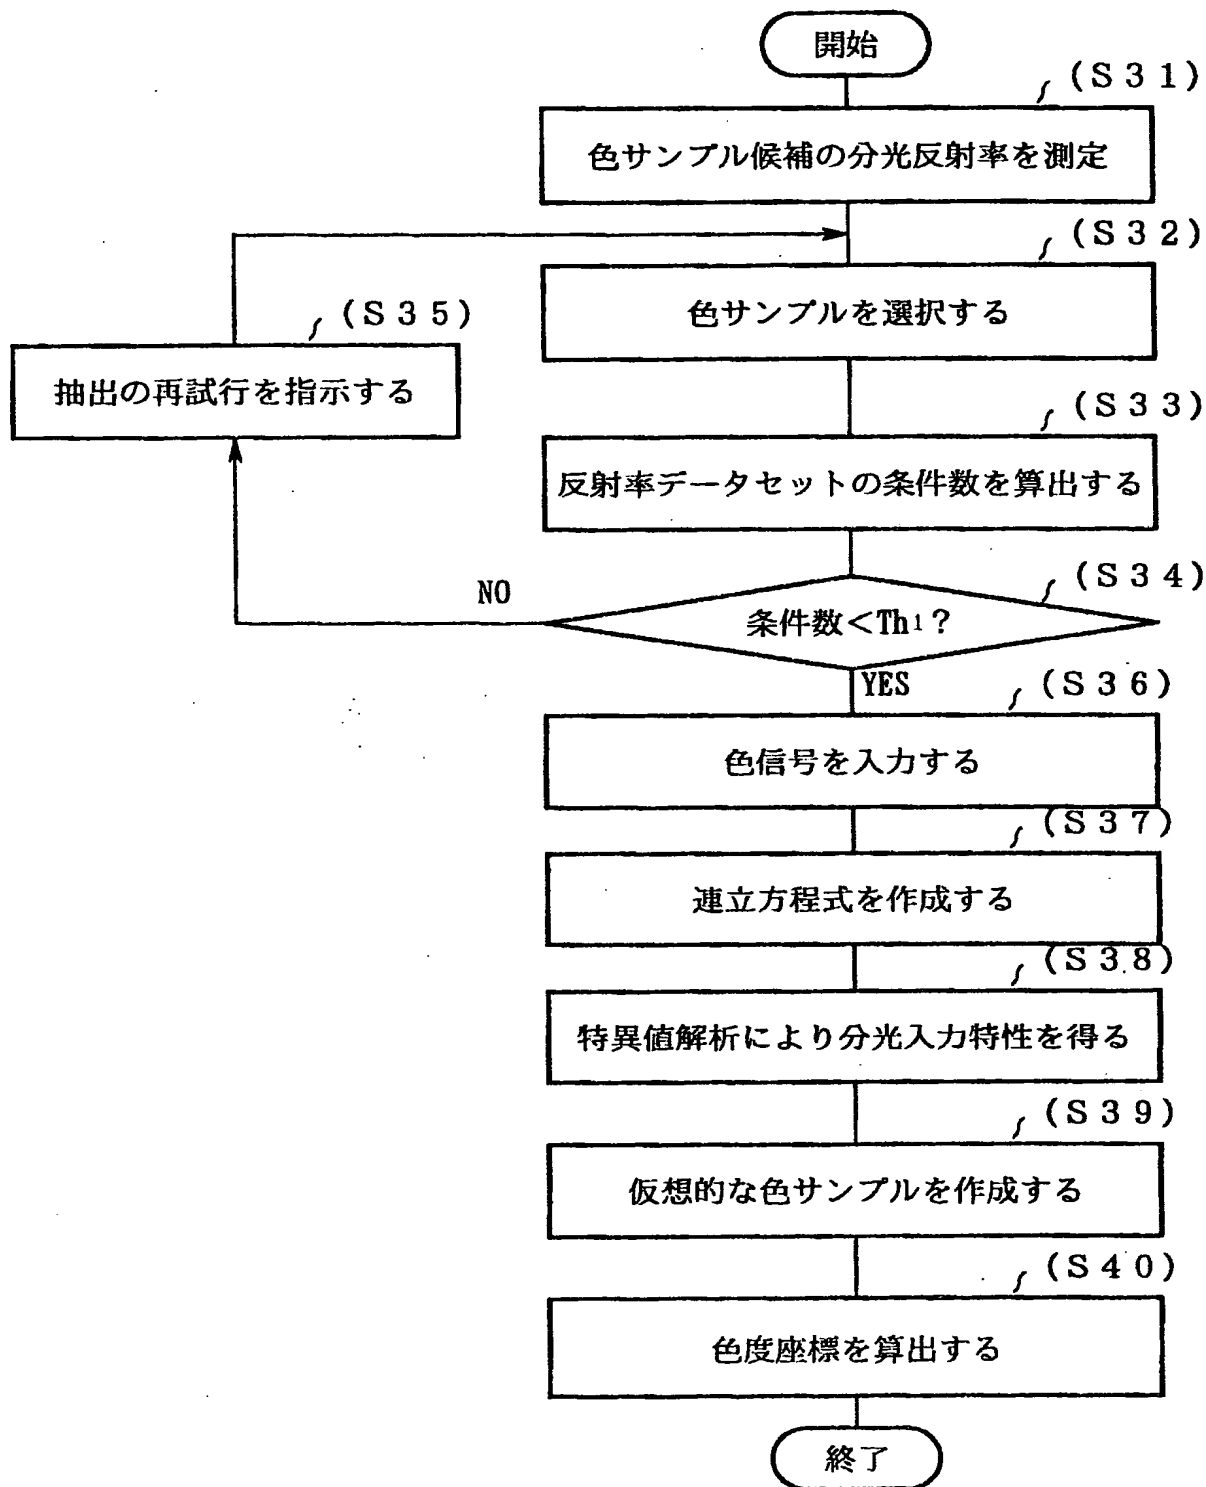 開始
(S31)
色サンプル候補の分光反射率を測定
(S32)
色サンプルを選択する
(S35)
抽出の再試行を指示する
(S33)
反射率データセットの条件数を算出する
(S34)
NO
条件数<Th1?
YES
(S36)
色信号を入力する
(S37)
連立方程式を作成する
(S38)
特異値解析により分光入力特性を得る
(S39)
仮想的な色サンプルを作成する
(S40)
色度座標を算出する
終了